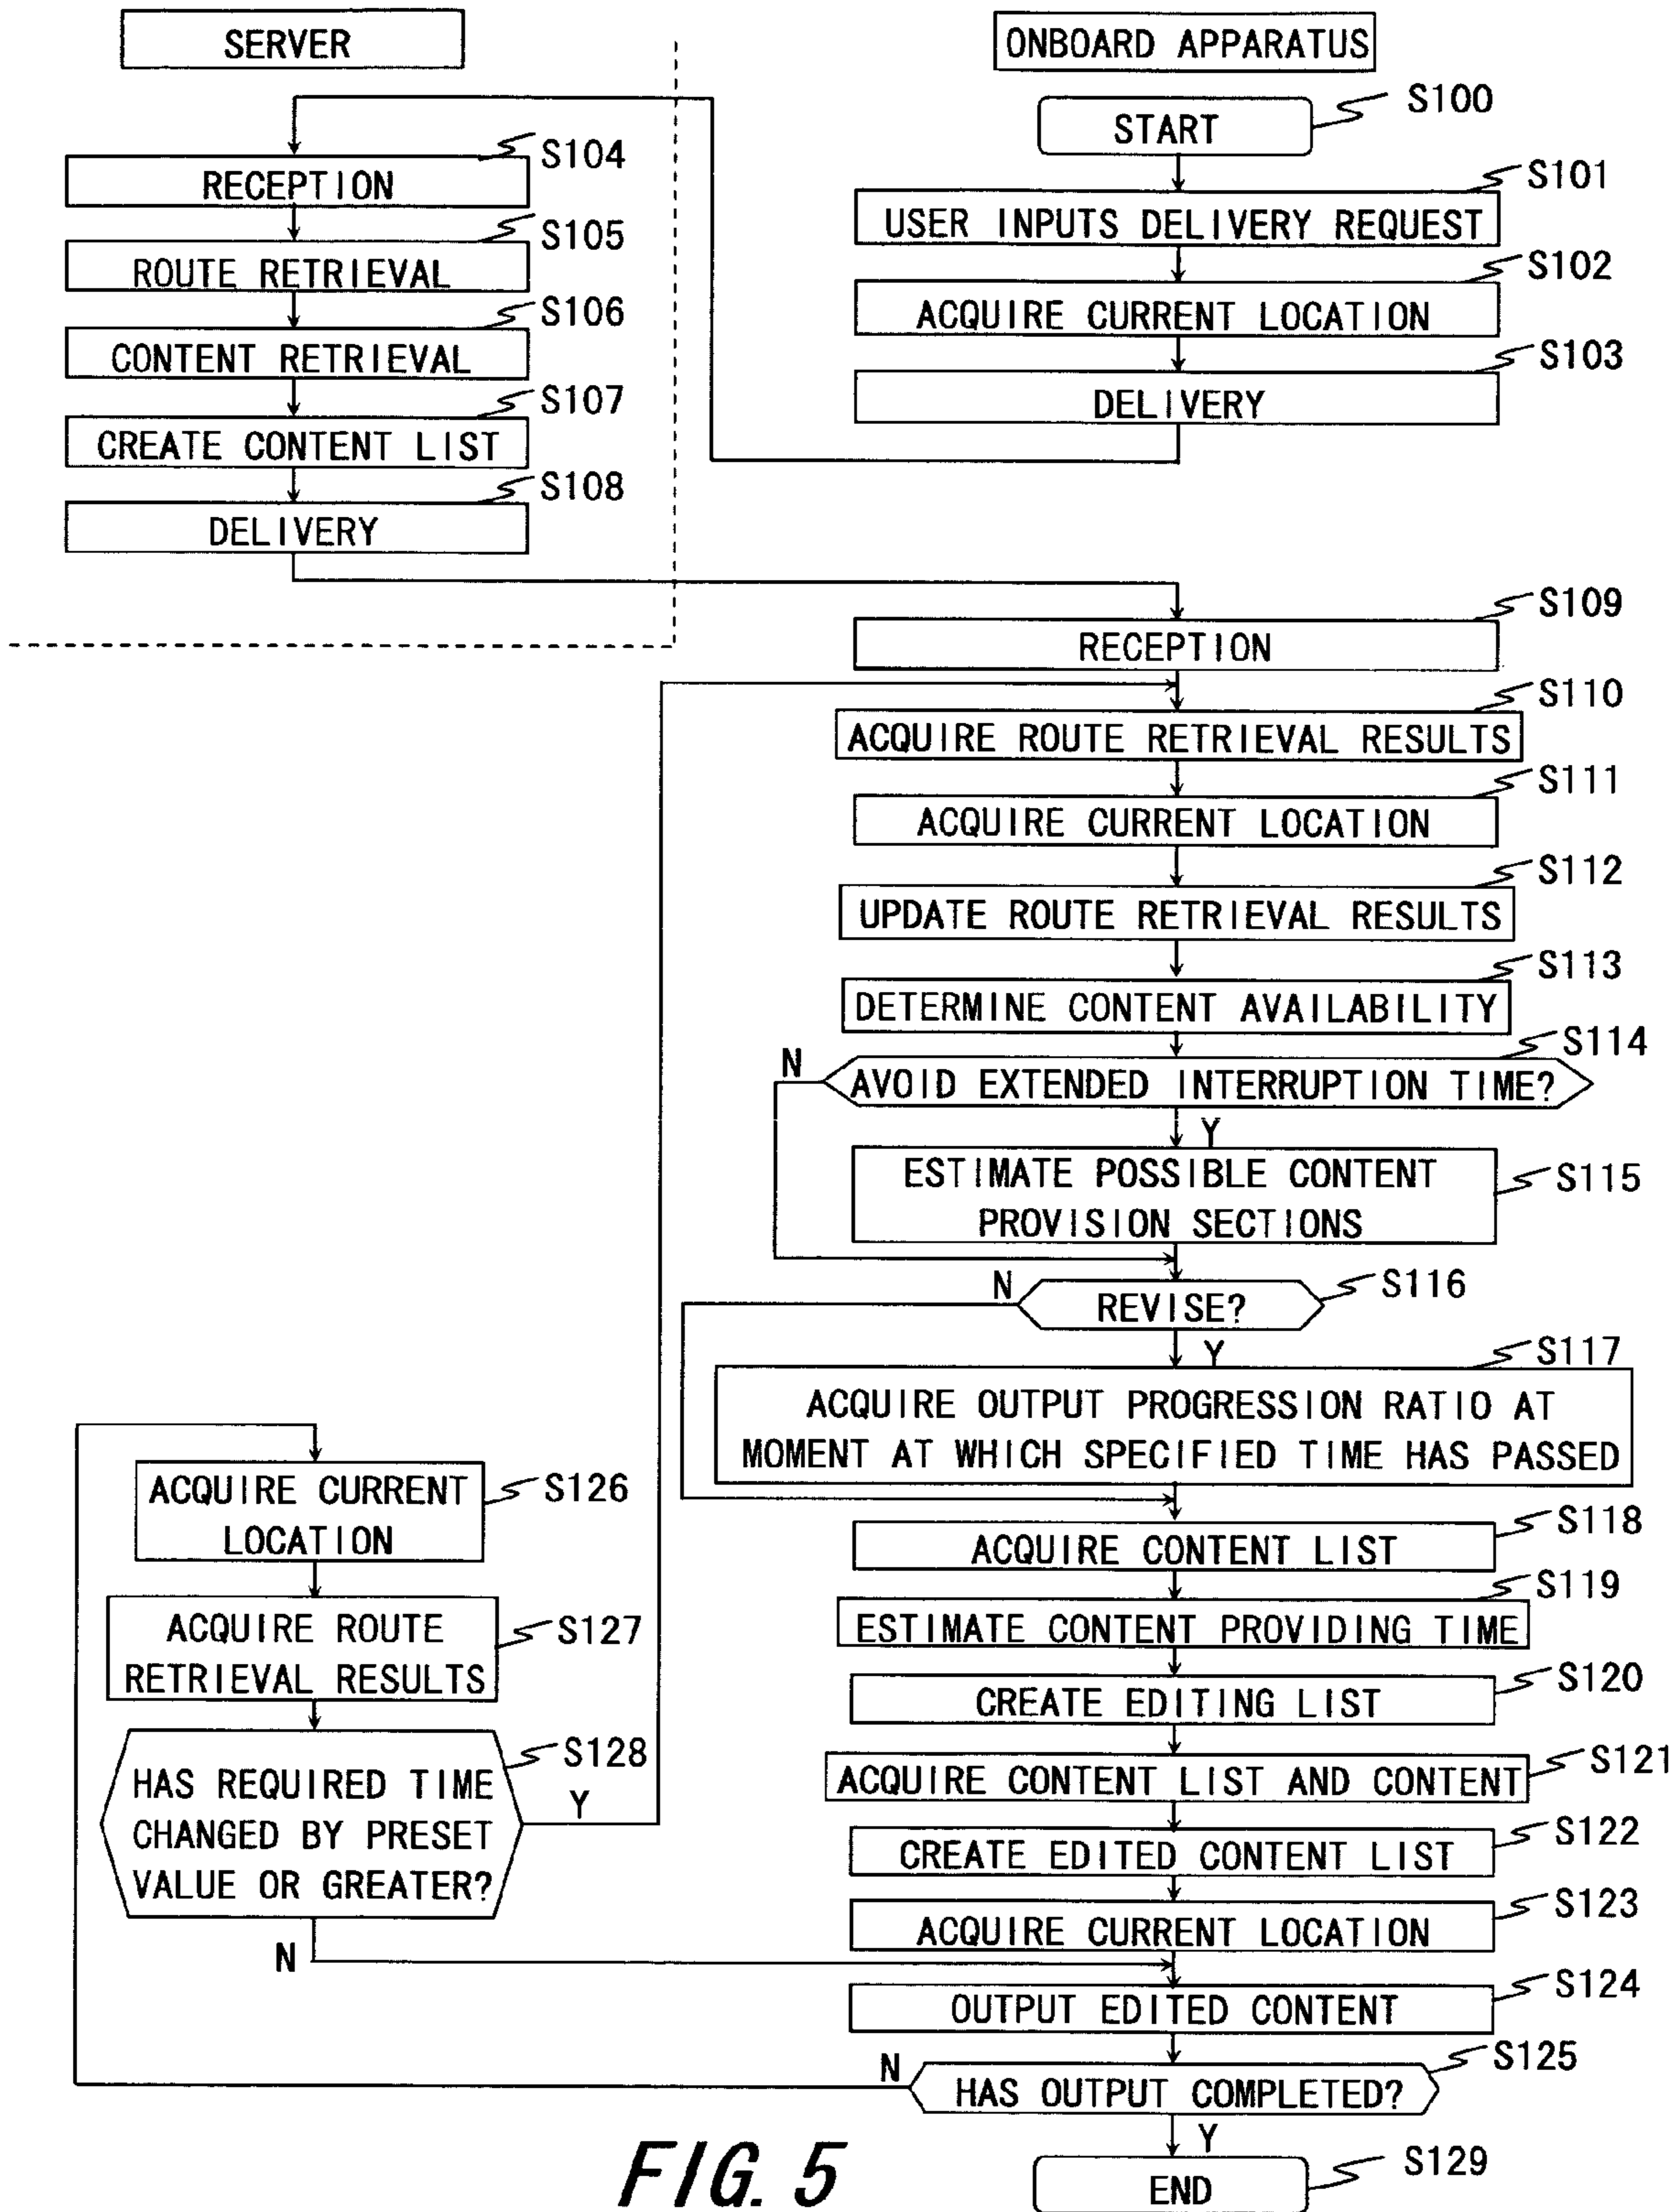 SERVER
S104
RECEPTION
S105
ROUTE RETRIEVAL
S106
CONTENT RETRIEVAL
S107
CREATE CONTENT LIST
S108
DELIVERY
ONBOARD APPARATUS
S100
START
S101
USER INPUTS DELIVERY REQUEST
S102
ACQUIRE CURRENT LOCATION
S103
DELIVERY
S109
RECEPTION
S110
ACQUIRE ROUTE RETRIEVAL RESULTS
S111
ACQUIRE CURRENT LOCATION
S112
UPDATE ROUTE RETRIEVAL RESULTS
S113
DETERMINE CONTENT AVAILABILITY
S114
N
AVOID EXTENDED INTERRUPTION TIME?
Y
ESTIMATE POSSIBLE CONTENT
PROVISION SECTIONS
S115
N
REVISE?
S116
Y
S117
ACQUIRE OUTPUT PROGRESSION RATIO AT
MOMENT AT WHICH SPECIFIED TIME HAS PASSED
S118
ACQUIRE CONTENT LIST
S119
ESTIMATE CONTENT PROVIDING TIME
S120
CREATE EDITING LIST
S121
ACQUIRE CONTENT LIST AND CONTENT
S122
CREATE EDITED CONTENT LIST
S123
ACQUIRE CURRENT LOCATION
S124
OUTPUT EDITED CONTENT
S125
N
HAS OUTPUT COMPLETED?
Y
S129
END
ACQUIRE CURRENT
LOCATION
S126
ACQUIRE ROUTE
RETRIEVAL RESULTS
S127
S128
HAS REQUIRED TIME
CHANGED BY PRESET
VALUE OR GREATER?
Y
N
FIG. 5